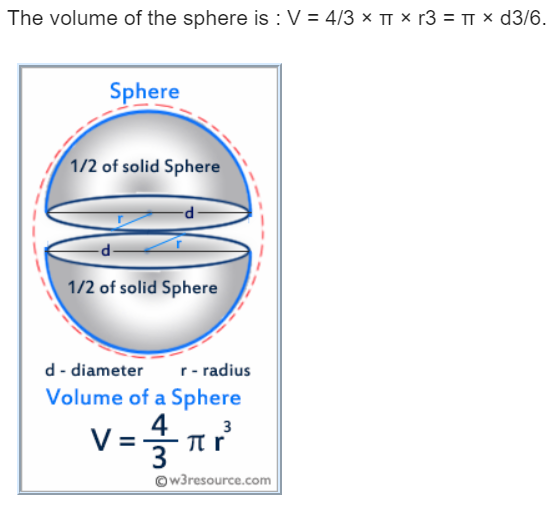 The volume of the sphere is : V = 4/3 × π × r3 = π × d3/6.
Sphere
1/2 of solid Sphere
r d
d r
1/2 of solid Sphere
d - diameter r - radius
Volume of a Sphere
V = 4/3 π r³
©w3resource.com